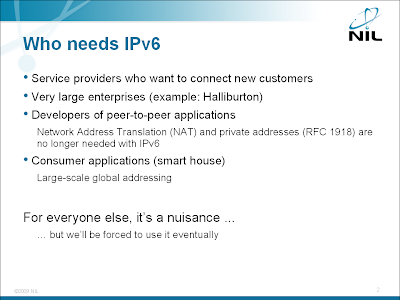 NIL
Who needs IPv6
• Service providers who want to connect new customers
• Very large enterprises (example: Halliburton)
• Developers of peer-to-peer applications
Network Address Translation (NAT) and private addresses (RFC 1918) are
no longer needed with IPv6
• Consumer applications (smart house)
Large-scale global addressing
For everyone else, it's a nuisance ...
... but we'll be forced to use it eventually
NIL
2